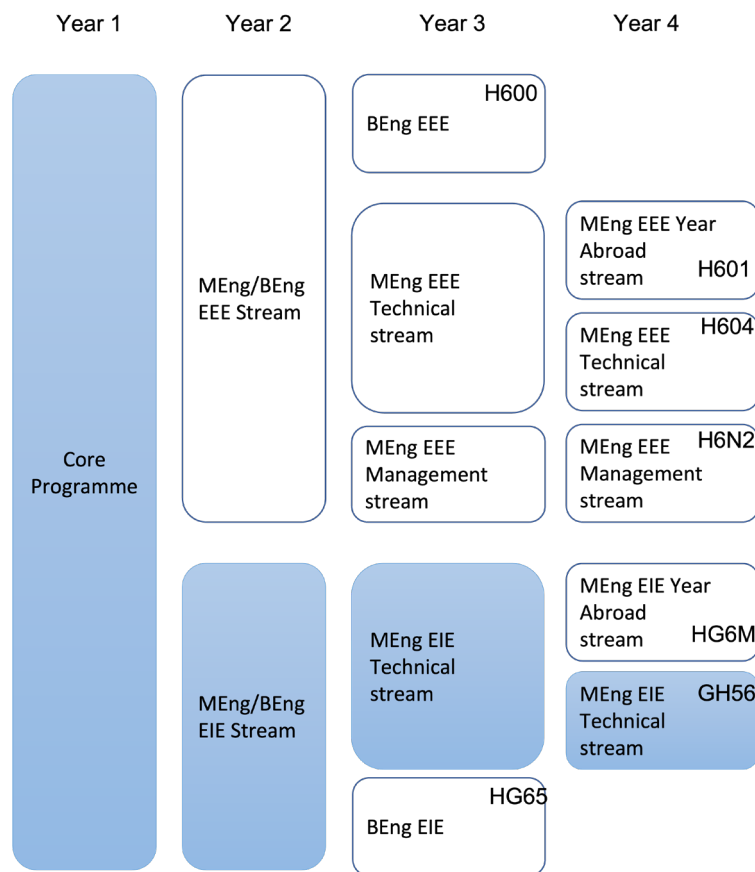 Year 1
Year 2
Year 3
Year 4
Core
Programme
MEng/BEng
EEE Stream
MEng/BEng
EIE Stream
H600
BEng EEE
MEng EEE
Technical
stream
MEng EEE
Management
stream
MEng EIE
Technical
stream
HG65
BEng EIE
MEng EEE Year
Abroad
stream
H601
H604
MEng EEE
Technical
stream
H6N2
MEng EEE
Management
stream
MEng EIE Year
Abroad
stream
HG6M
MEng EIE
GH56
Technical
stream